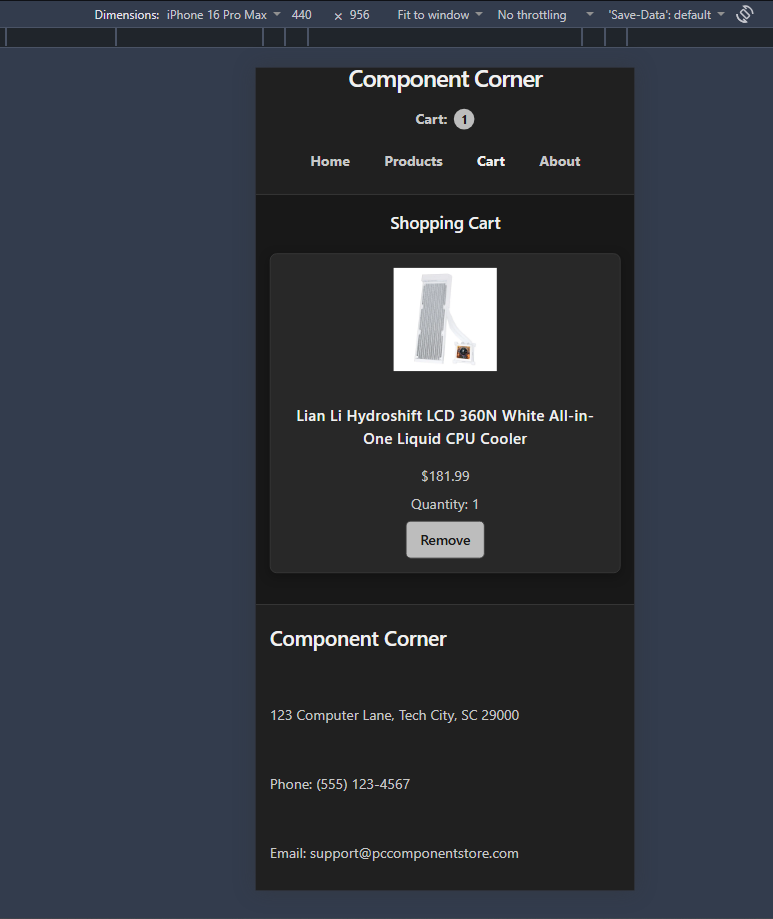 Dimensions: iPhone 16 Pro Max 440 × 956 Fit to window No throttling 'Save-Data': default
Component Corner
Cart: 1
Home Products Cart About
Shopping Cart
Lian Li Hydroshift LCD 360N White All-in-
One Liquid CPU Cooler
$181.99
Quantity: 1
Remove
Component Corner
123 Computer Lane, Tech City, SC 29000
Phone: (555) 123-4567
Email: support@pccomponentstore.com